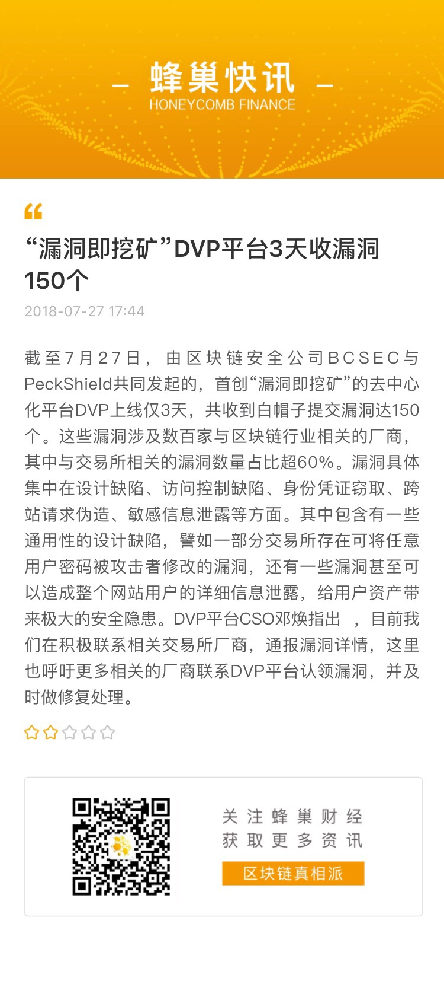 蜂巢快讯
HONEYCOMB FINANCE
“漏洞即挖矿”DVP平台3天收漏洞
150个
2018-07-27 17:44
截至7月27日，由区块链安全公司BCSEC与
PeckShield共同发起的，首创“漏洞即挖矿”的去中心
化平台DVP上线仅3天，共收到白帽子提交漏洞达150
个。这些漏洞涉及数百家与区块链行业相关的厂商，
其中与交易所相关的漏洞数量占比超60%。漏洞具体
集中在设计缺陷、访问控制缺陷、身份凭证窃取、跨
站请求伪造、敏感信息泄露等方面。其中包含有一些
通用性的设计缺陷，譬如一部分交易所存在可将任意
用户密码被攻击者修改的漏洞，还有一些漏洞甚至可
以造成整个网站用户的详细信息泄露，给用户资产带
来极大的安全隐患。DVP平台CSO邓焕指出 ，目前我
们在积极联系相关交易所厂商，通报漏洞详情，这里
也呼吁更多相关的厂商联系DVP平台认领漏洞，并及
时做修复处理。
关注蜂巢财经
获取更多资讯
区块链真相派